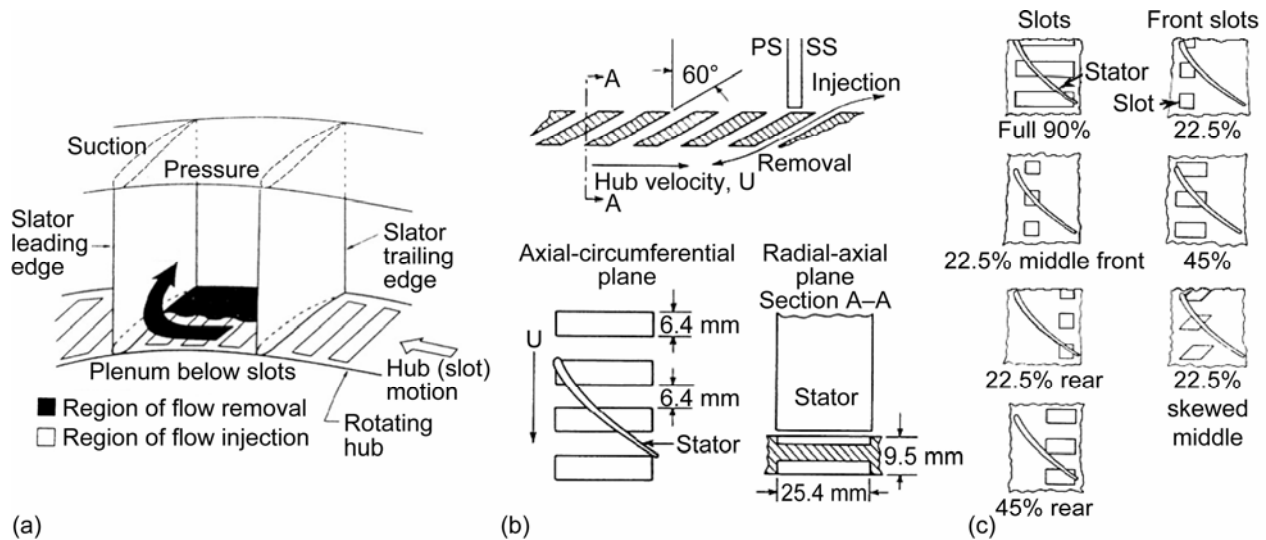 Suction
Pressure
Slator
leading
edge
Slator
trailing
edge
Plenum below slots
Hub (slot)
motion
Region of flow removal
Region of flow injection
Rotating
hub
(a)
A
60°
PS
SS
Injection
Removal
Hub velocity, U
A
Axial-circumferential
plane
6.4 mm
U
6.4 mm
Stator
Radial-axial
plane
Section A–A
Stator
9.5 mm
25.4 mm
(b)
Slots
Front slots
Stator
Slot
Full 90%
22.5%
22.5% middle front
45%
22.5% rear
22.5%
skewed
middle
45% rear
(c)